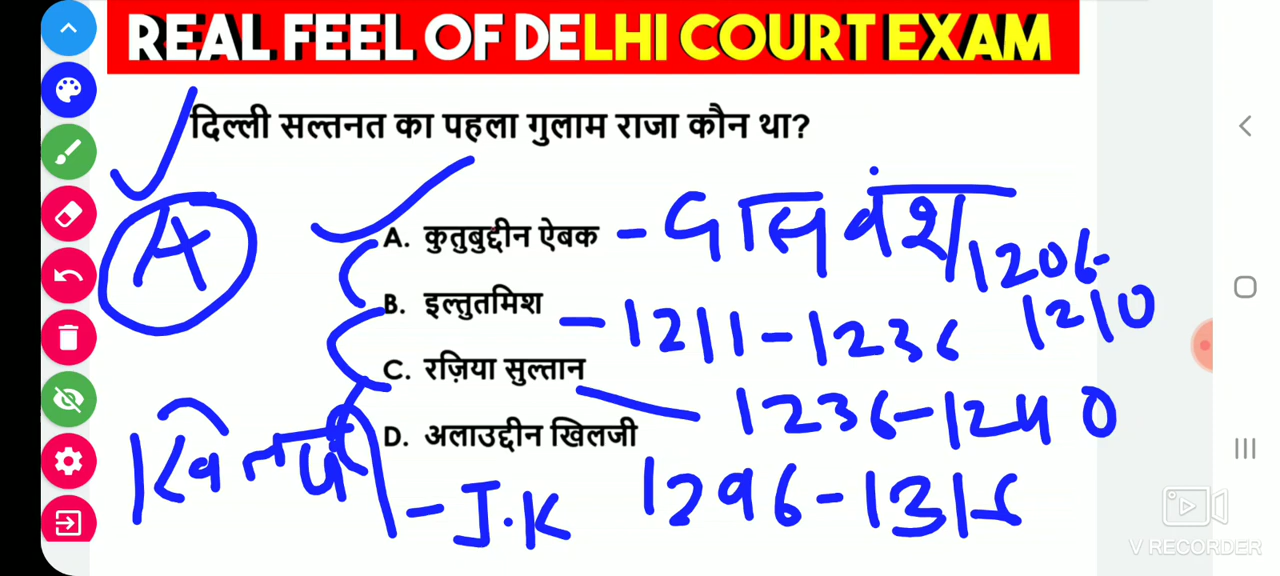 REAL FEEL OF DELHI COURT EXAM
दिल्ली सल्तनत का पहला गुलाम राजा कौन था?
A
A. कुतुबुद्दीन ऐबक - दास वंश 1206-
1210
B. इल्तुतमिश - 1211-1236
C. रज़िया सुल्तान 1236-1240
D. अलाउद्दीन खिलजी
1296-1316
खिलजी - J.K
V RECORDER